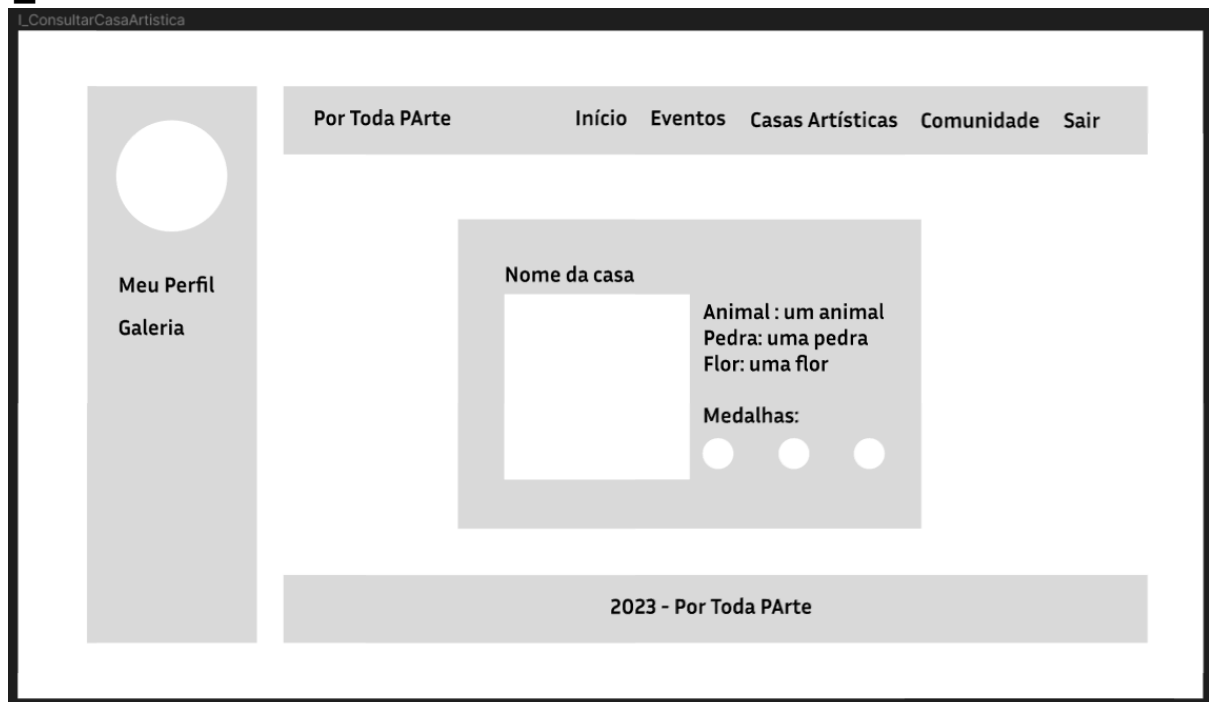 I_ConsultarCasaArtistica
Por Toda PArte Início Eventos Casas Artísticas Comunidade Sair
Meu Perfil
Galeria
Nome da casa
Animal : um animal
Pedra: uma pedra
Flor: uma flor
Medalhas:
2023 - Por Toda PArte